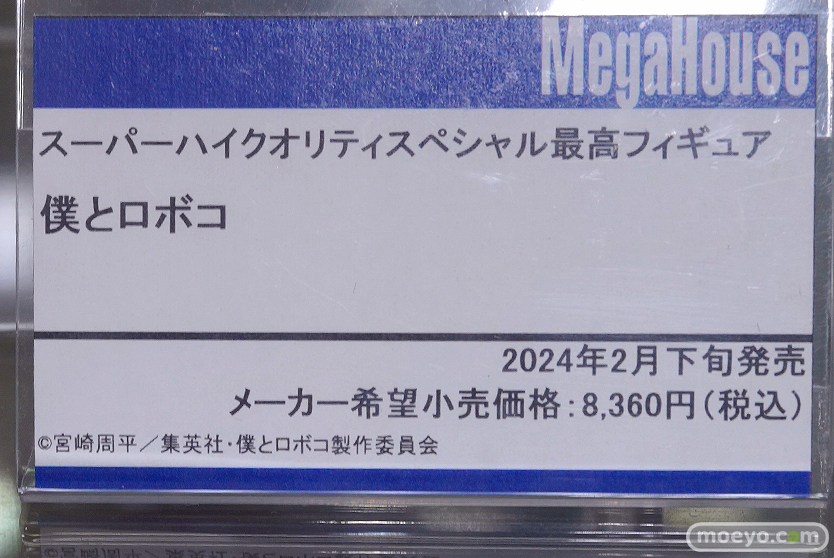 MegaHouse
スーパーハイクオリティスペシャル最高フィギュア
僕とロボコ
2024年2月下旬発売
メーカー希望小売価格：8,360円（税込）
©宮崎周平／集英社・僕とロボコ製作委員会
moeyo.com